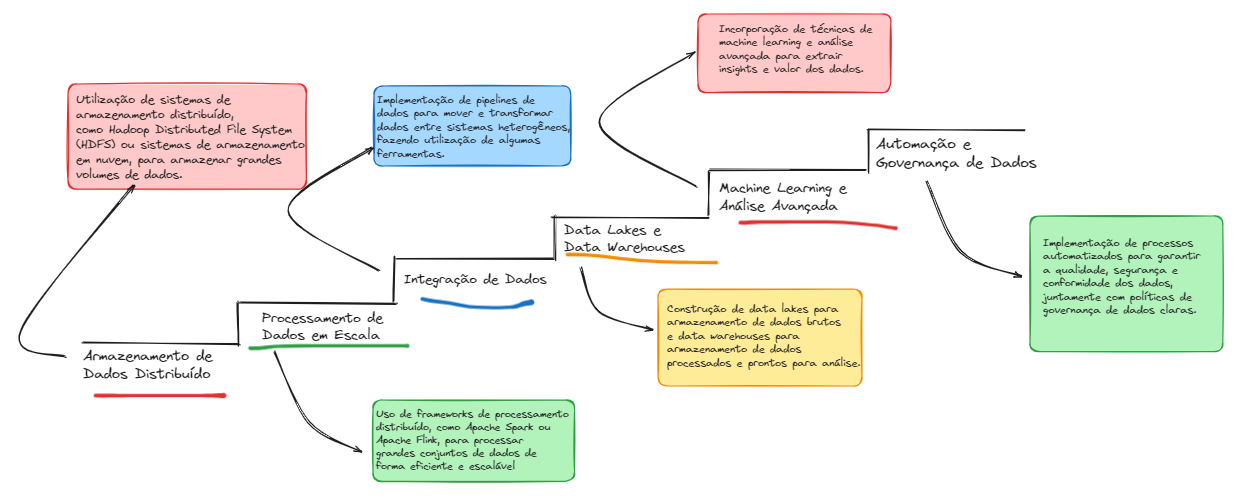 Utilização de sistemas de
armazenamento distribuído,
como Hadoop Distributed File System
(HDFS) ou sistemas de armazenamento
em nuvem, para armazenar grandes
volumes de dados.
Armazenamento de
Dados Distribuído
Processamento de
Dados em Escala
Uso de frameworks de processamento
distribuído, como Apache Spark ou
Apache Flink, para processar
grandes conjuntos de dados de
forma eficiente e escalável
Implementação de pipelines de
dados para mover e transformar
dados entre sistemas heterogêneos,
fazendo utilização de algumas
ferramentas.
Integração de Dados
Data Lakes e
Data Warehouses
Construção de data lakes para
armazenamento de dados brutos
e data warehouses para
armazenamento de dados
processados e prontos para análise.
Incorporação de técnicas de
machine learning e análise
avançada para extrair
insights e valor dos dados.
Machine Learning e
Análise Avançada
Automação e
Governança de Dados
Implementação de processos
automatizados para garantir
a qualidade, segurança e
conformidade dos dados,
juntamente com políticas de
governança de dados claras.